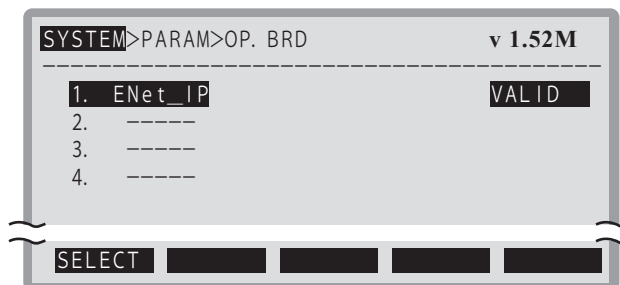 SYSTEM>PARAM>OP. BRD v 1.52M
--------------------------------------------------
1. ENet_IP VALID
2. -----
3. -----
4. -----
SELECT